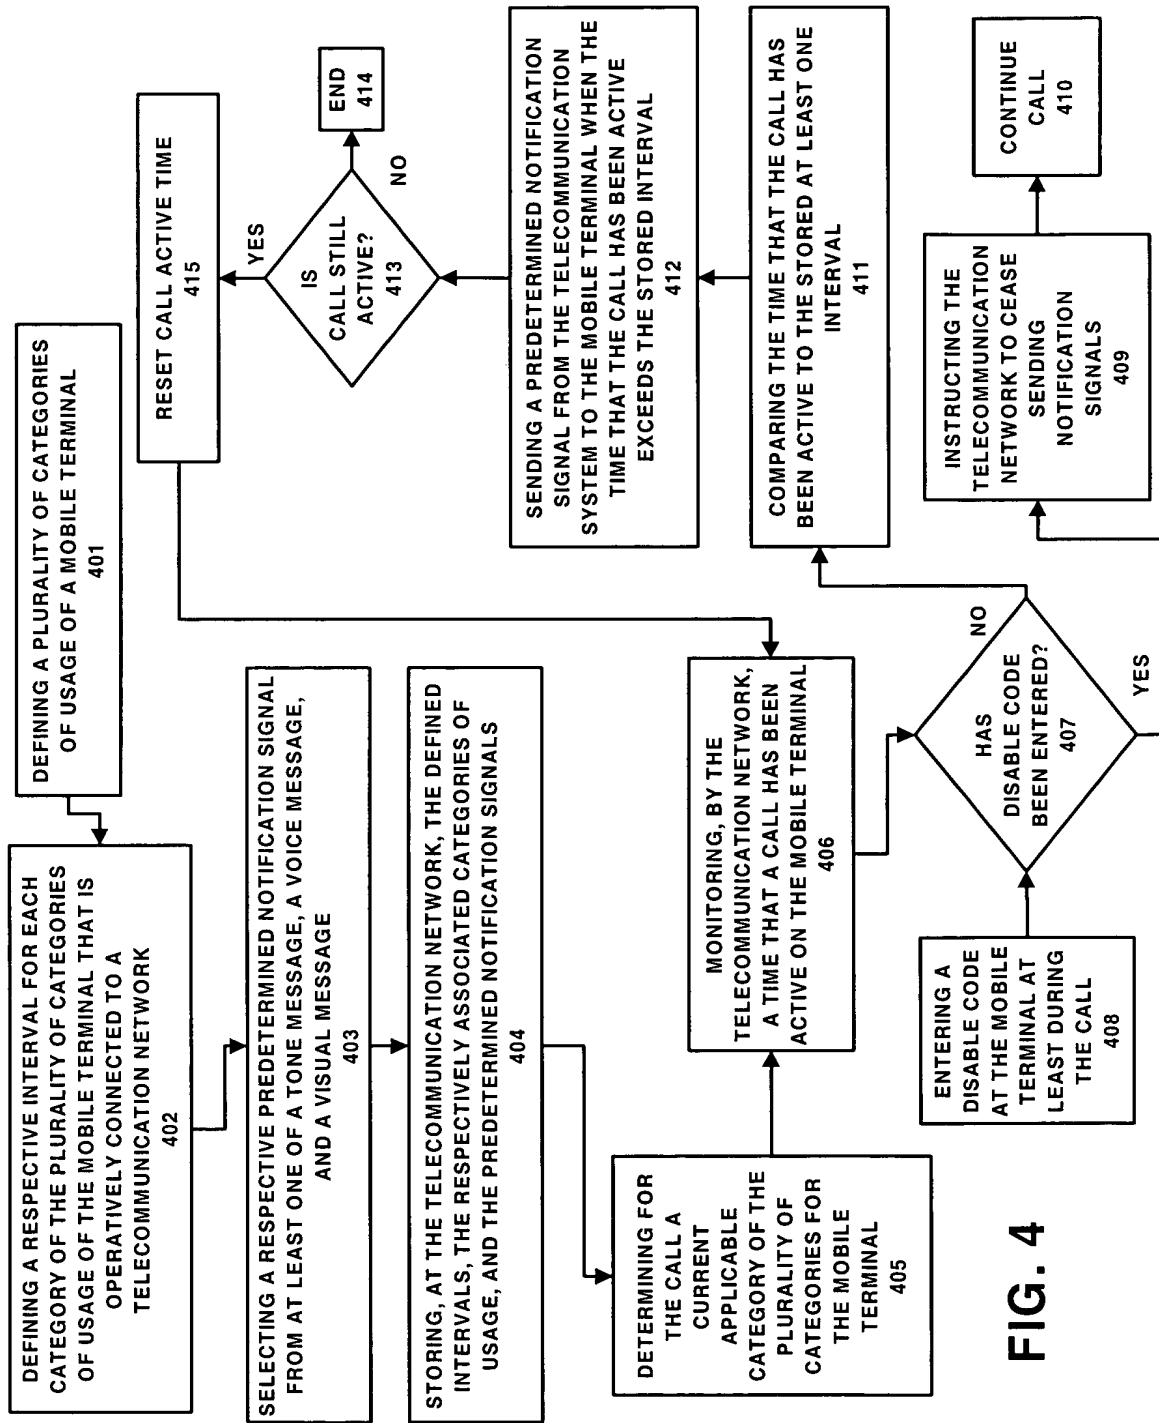 DEFINING A PLURALITY OF CATEGORIES
OF USAGE OF A MOBILE TERMINAL
401
DEFINING A RESPECTIVE INTERVAL FOR EACH
CATEGORY OF THE PLURALITY OF CATEGORIES
OF USAGE OF THE MOBILE TERMINAL THAT IS
OPERATIVELY CONNECTED TO A
TELECOMMUNICATION NETWORK
402
SELECTING A RESPECTIVE PREDETERMINED NOTIFICATION SIGNAL
FROM AT LEAST ONE OF A TONE MESSAGE, A VOICE MESSAGE,
AND A VISUAL MESSAGE
403
STORING, AT THE TELECOMMUNICATION NETWORK, THE DEFINED
INTERVALS, THE RESPECTIVELY ASSOCIATED CATEGORIES OF
USAGE, AND THE PREDETERMINED NOTIFICATION SIGNALS
404
DETERMINING FOR
THE CALL A
CURRENT
APPLICABLE
CATEGORY OF THE
PLURALITY OF
CATEGORIES FOR
THE MOBILE
TERMINAL
405
MONITORING, BY THE
TELECOMMUNICATION NETWORK,
A TIME THAT A CALL HAS BEEN
ACTIVE ON THE MOBILE TERMINAL
406
HAS
DISABLE CODE
BEEN ENTERED?
407
NO
YES
ENTERING A
DISABLE CODE
AT THE MOBILE
TERMINAL AT
LEAST DURING
THE CALL
408
INSTRUCTING THE
TELECOMMUNICATION
NETWORK TO CEASE
SENDING
NOTIFICATION
SIGNALS
409
CONTINUE
CALL
410
COMPARING THE TIME THAT THE CALL HAS
BEEN ACTIVE TO THE STORED AT LEAST ONE
INTERVAL
411
SENDING A PREDETERMINED NOTIFICATION
SIGNAL FROM THE TELECOMMUNICATION
SYSTEM TO THE MOBILE TERMINAL WHEN THE
TIME THAT THE CALL HAS BEEN ACTIVE
EXCEEDS THE STORED INTERVAL
412
IS
CALL STILL
ACTIVE?
413
NO
END
414
YES
RESET CALL ACTIVE TIME
415
FIG. 4